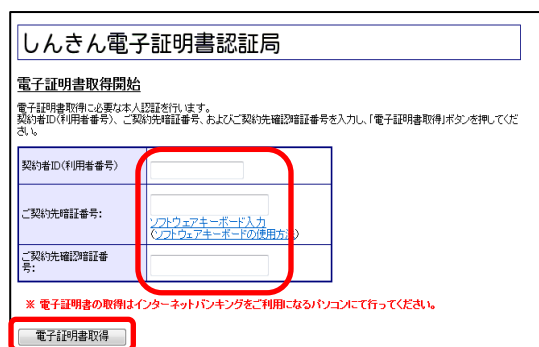 しんきん電子証明書認証局
電子証明書取得開始
電子証明書取得に必要な本人認証を行います。
契約者ID(利用者番号)、ご契約先暗証番号、およびご契約先確認暗証番号を入力し、「電子証明書取得」ボタンを押してくだ
さい。
契約者ID(利用者番号)
ご契約先暗証番号:
ソフトウェアキーボード入力
(ソフトウェアキーボードの使用方法)
ご契約先確認暗証番
号:
※ 電子証明書の取得はインターネットバンキングをご利用になるパソコンにて行ってください。
電子証明書取得